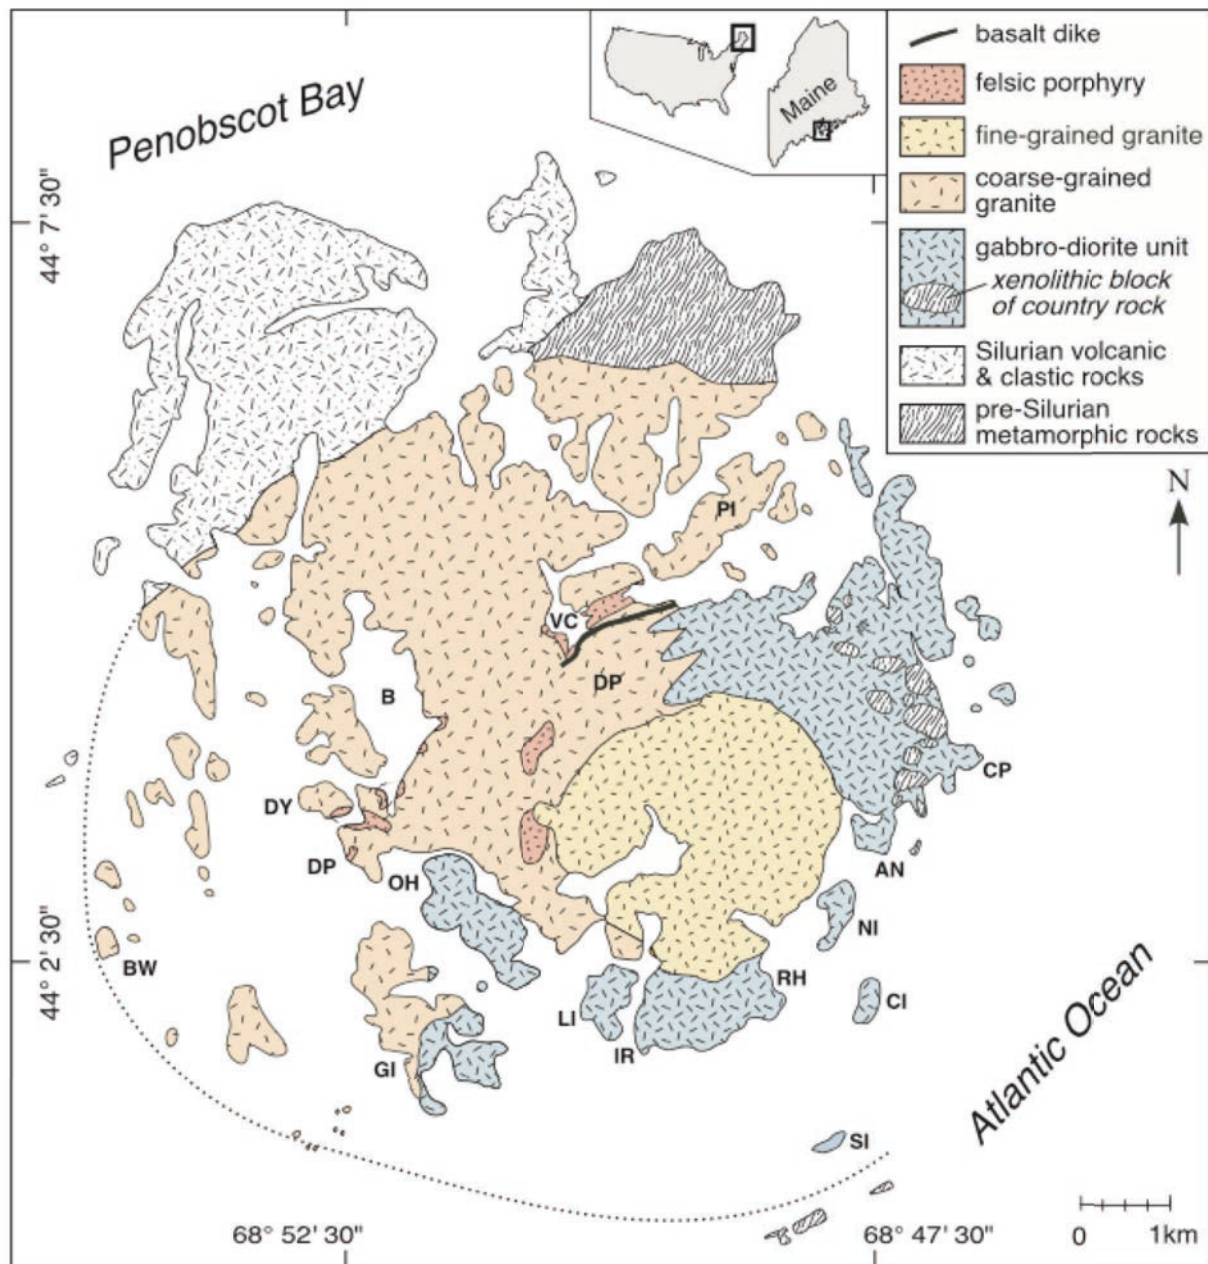 Penobscot Bay
Maine
basalt dike
felsic porphyry
fine-grained granite
coarse-grained
granite
gabbro-diorite unit
xenolithic block
of country rock
Silurian volcanic
& clastic rocks
pre-Silurian
metamorphic rocks
44° 7' 30"
N
PI
VC
DP
B
CP
DY
DP
OH
AN
NI
44° 2' 30"
BW
RH
CI
LI
IR
GI
Atlantic Ocean
SI
68° 52' 30"
68° 47' 30"
0 1km